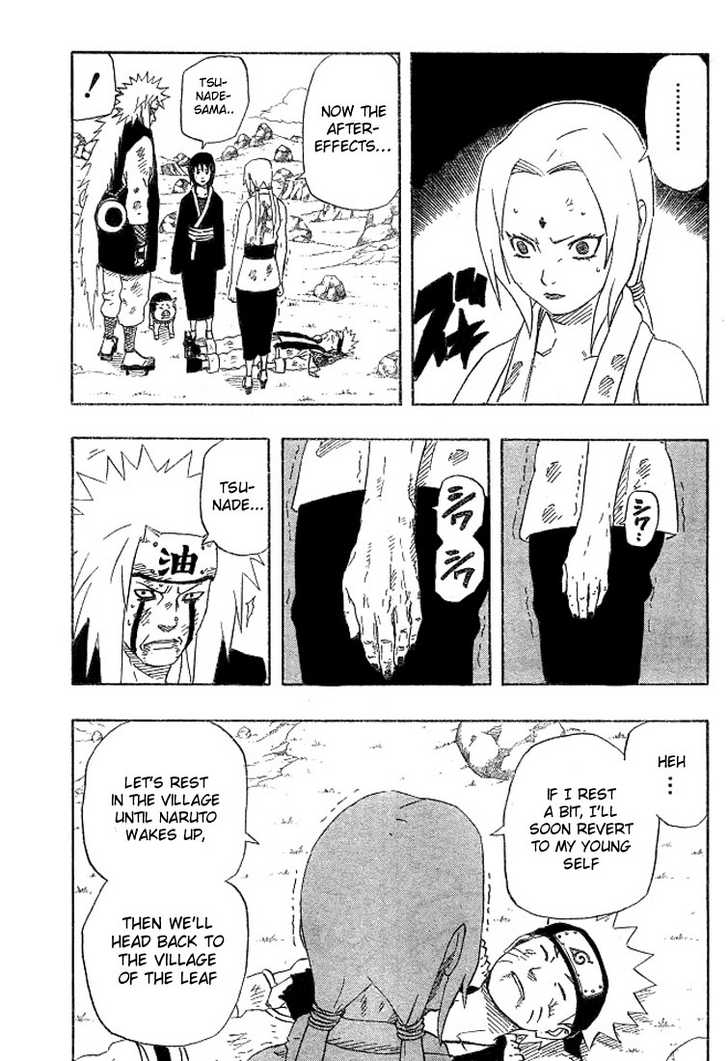 .........
ズキ
NOW THE
AFTER-
EFFECTS...
TSU-
NADE-
SAMA..
!
シワ…
シワ
シワ
TSU-
NADE...
油
HEH
...
IF I REST
A BIT, I'LL
SOON REVERT
TO MY YOUNG
SELF
LET'S REST
IN THE VILLAGE
UNTIL NARUTO
WAKES UP,
THEN WE'LL
HEAD BACK TO
THE VILLAGE
OF THE LEAF